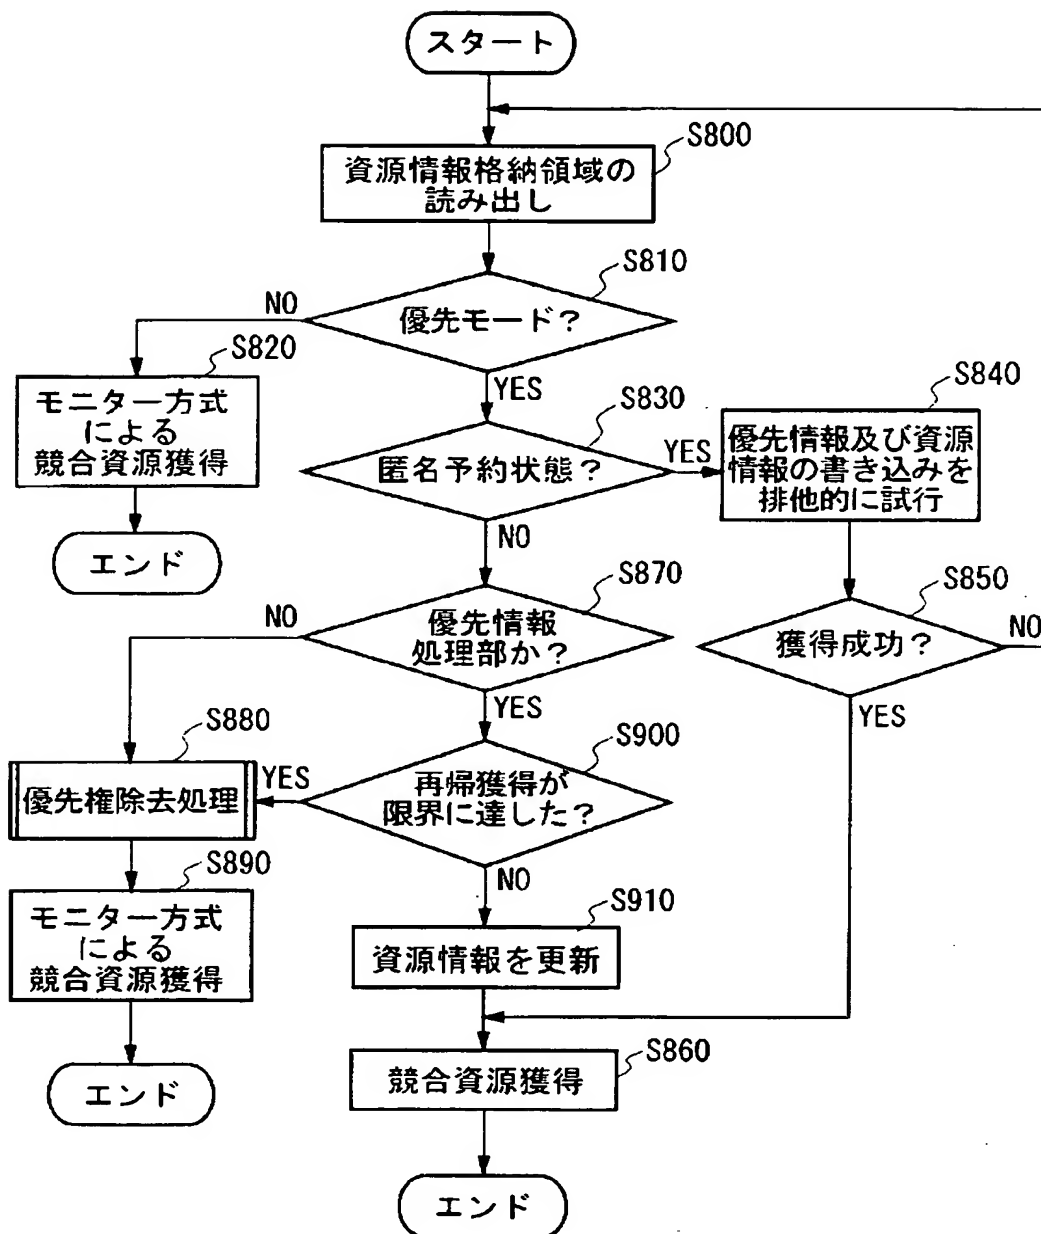 スタート
S800
資源情報格納領域の
読み出し
S810
優先モード?
NO
YES
S820
モニター方式
による
競合資源獲得
エンド
S830
匿名予約状態?
YES
NO
S840
優先情報及び資源
情報の書き込みを
排他的に試行
S850
獲得成功?
NO
YES
S870
優先情報
処理部か?
NO
YES
S880
優先権除去処理
S900
再帰獲得が
限界に達した?
YES
NO
S890
モニター方式
による
競合資源獲得
エンド
S910
資源情報を更新
S860
競合資源獲得
エンド